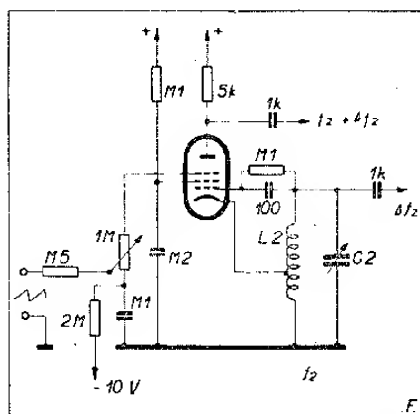 + +
M1 5k
1k
f2 + Δf2
M1
1k
100 Δf2
L2
1M C2
M5 M2
M1
2M
- 10 V f2
F.